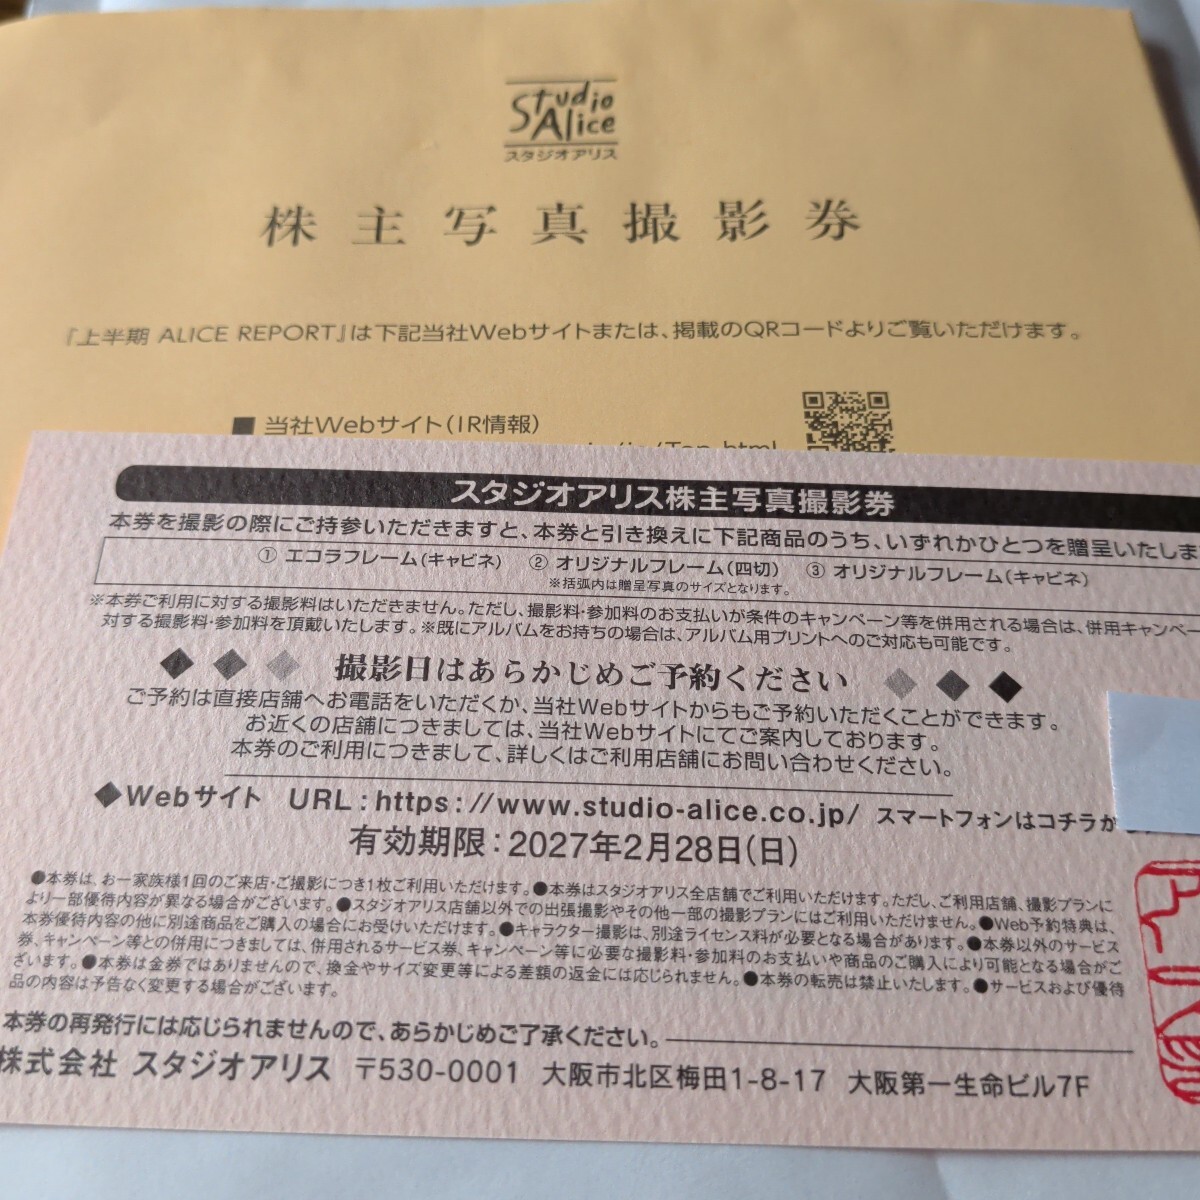 Studio
Alice
スタジオアリス
株主写真撮影券
『上半期 ALICE REPORT』は下記当社Webサイトまたは、掲載のQRコードよりご覧いただけます。
■ 当社Webサイト(IR情報)
スタジオアリス株主写真撮影券
本券を撮影の際にご持参いただきますと、本券と引き換えに下記商品のうち、いずれかひとつを贈呈いたしま
① エコラフレーム(キャビネ) ② オリジナルフレーム(四切) ③ オリジナルフレーム(キャビネ)
※括弧内は贈呈写真のサイズとなります。
※本券ご利用に対する撮影料はいただきません。ただし、撮影料・参加料のお支払いが条件のキャンペーン等を併用される場合は、併用キャンペー
対する撮影料・参加料を頂戴いたします。※既にアルバムをお持ちの場合は、アルバム用プリントへのご対応も可能です。
◆◆◆ 撮影日はあらかじめご予約ください ◆◆◆
ご予約は直接店舗へお電話をいただくか、当社Webサイトからもご予約いただくことができます。
お近くの店舗につきましては、当社Webサイトにてご案内しております。
本券のご利用につきまして、詳しくはご利用店舗にお問い合わせください。
◆Webサイト URL:https://www.studio-alice.co.jp/ スマートフォンはコチラか
有効期限:2027年2月28日(日)
●本券は、お一家族様1回のご来店・ご撮影につき1枚ご利用いただけます。●本券はスタジオアリス全店舗でご利用いただけます。ただし、ご利用店舗、撮影プランに
より一部優待内容が異なる場合がございます。●スタジオアリス店舗以外での出張撮影やその他一部の撮影プランにはご利用いただけません。●Web予約特典は、
本券優待内容の他に別途商品をご購入の場合にお受けいただけます。●キャラクター撮影は、別途ライセンス料が必要となる場合があります。●本券以外のサービス
券、キャンペーン等との併用につきましては、併用されるサービス券、キャンペーン等に必要な撮影料・参加料のお支払いや商品のご購入により可能となる場合がご
ざいます。●本券は金券ではありませんので、換金やサイズ変更等による差額の返金には応じられません。●本券の転売は禁止いたします。●サービスおよび優待
品の内容は予告なく変更する場合がございます。
本券の再発行には応じられませんので、あらかじめご了承ください。
株式会社 スタジオアリス 〒530-0001 大阪市北区梅田1-8-17 大阪第一生命ビル7F